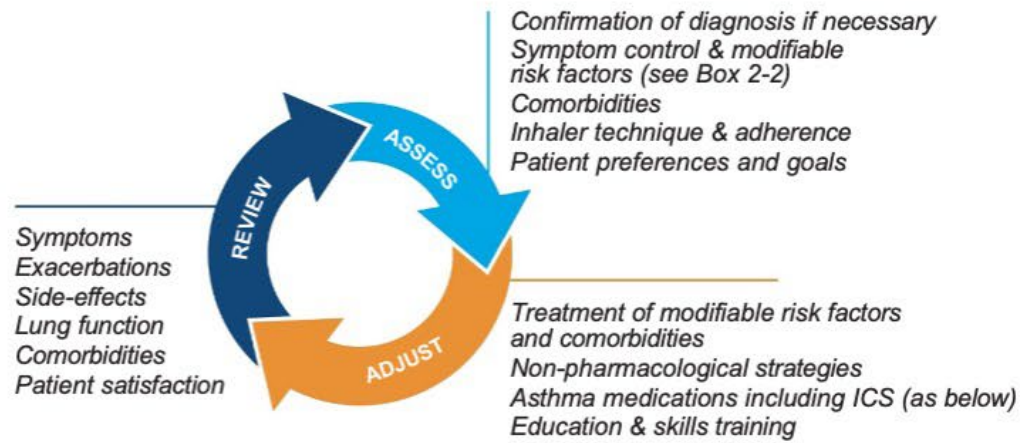 Confirmation of diagnosis if necessary
Symptom control & modifiable
risk factors (see Box 2-2)
Comorbidities
Inhaler technique & adherence
Patient preferences and goals
ASSESS
REVIEW
Symptoms
Exacerbations
Side-effects
Lung function
Comorbidities
Patient satisfaction
ADJUST
Treatment of modifiable risk factors
and comorbidities
Non-pharmacological strategies
Asthma medications including ICS (as below)
Education & skills training